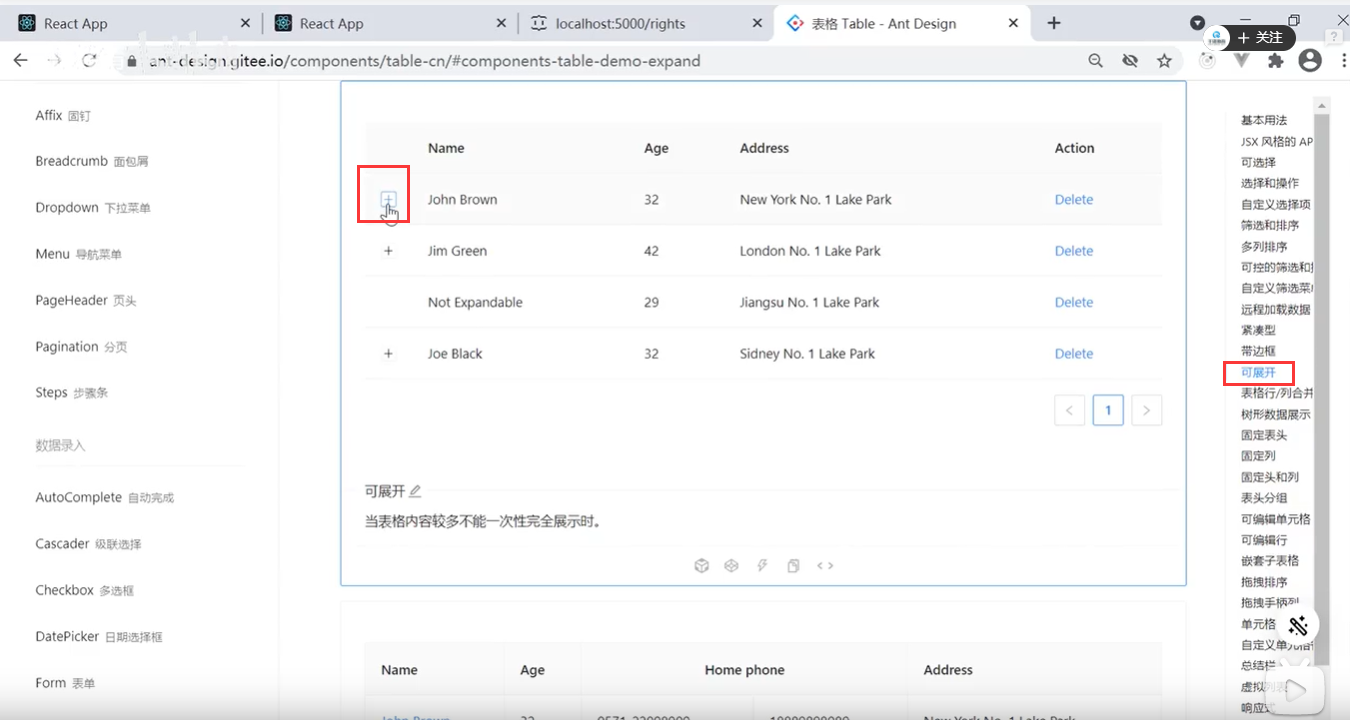 React App
React App
localhost:5000/rights
表格 Table - Ant Design
+ 关注
ant-design.gitee.io/components/table-cn/#components-table-demo-expand
Affix 固钉
Breadcrumb 面包屑
Dropdown 下拉菜单
Menu 导航菜单
PageHeader 页头
Pagination 分页
Steps 步骤条
数据录入
AutoComplete 自动完成
Cascader 级联选择
Checkbox 多选框
DatePicker 日期选择框
Form 表单
Name Age Address Action
John Brown 32 New York No. 1 Lake Park Delete
Jim Green 42 London No. 1 Lake Park Delete
Not Expandable 29 Jiangsu No. 1 Lake Park Delete
Joe Black 32 Sidney No. 1 Lake Park Delete
< 1 >
可展开
当表格内容较多不能一次性完全展示时。
Name Age Home phone Address
基本用法
JSX 风格的 AP
可选择
选择和操作
自定义选择项
筛选和排序
多列排序
可控的筛选和
自定义筛选菜
远程加载数据
紧凑型
带边框
可展开
表格行/列合并
树形数据展示
固定表头
固定列
固定头和列
表头分组
可编辑单元格
可编辑行
嵌套子表格
拖拽排序
拖拽手柄列
单元格
自定义单元格
总结栏
虚拟列表
响应式